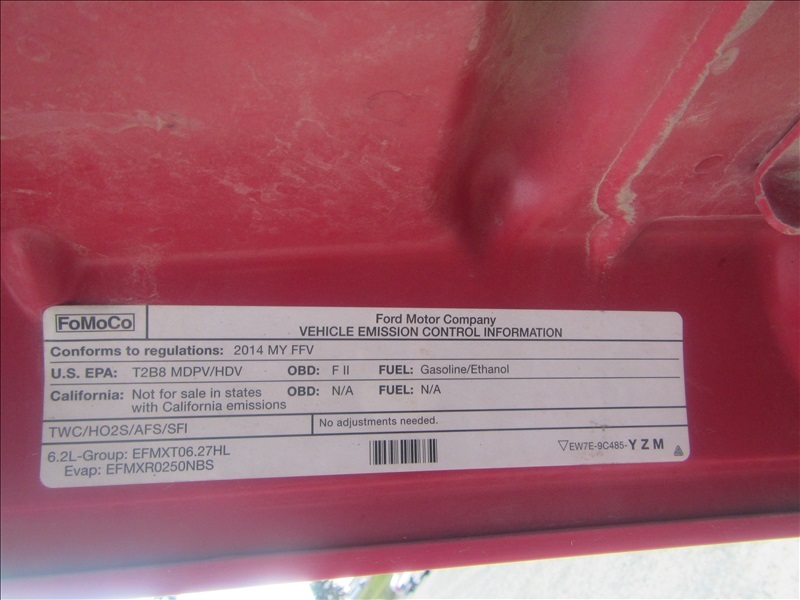 FoMoCo
Ford Motor Company
VEHICLE EMISSION CONTROL INFORMATION
Conforms to regulations: 2014 MY FFV
U.S. EPA: T2B8 MDPV/HDV OBD: F II FUEL: Gasoline/Ethanol
California: Not for sale in states OBD: N/A FUEL: N/A
with California emissions
TWC/HO2S/AFS/SFI No adjustments needed.
6.2L-Group: EFMXT06.27HL
Evap: EFMXR0250NBS
EW7E-9C485-YZM